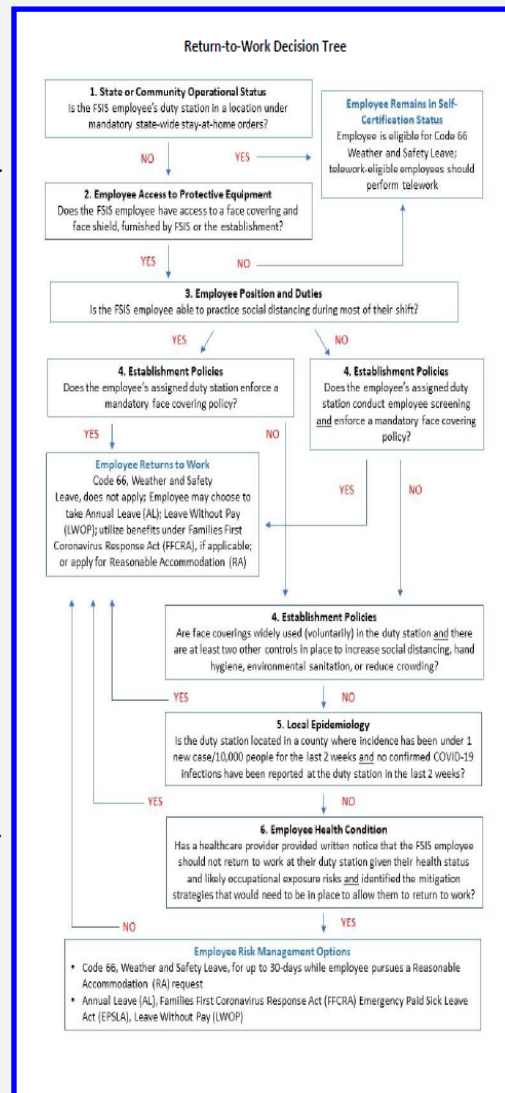 Return-to-Work Decision Tree
1. State or Community Operational Status
Is the FSIS employee's duty station in a location under
mandatory state-wide stay-at-home orders?
Employee Remains in Self-
Certification Status
Employee is eligible for Code 66
Weather and Safety Leave;
telework-eligible employees should
perform telework
NO
YES
2. Employee Access to Protective Equipment
Does the FSIS employee have access to a face covering and
face shield, furnished by FSIS or the establishment?
YES
NO
3. Employee Position and Duties
Is the FSIS employee able to practice social distancing during most of their shift?
YES
NO
4. Establishment Policies
Does the employee's assigned duty station enforce a
mandatory face covering policy?
4. Establishment Policies
Does the employee's assigned duty
station conduct employee screening
and enforce a mandatory face covering
policy?
YES
NO
Employee Returns to Work
Code 66, Weather and Safety
Leave, does not apply; Employee may choose to
take Annual Leave (AL); Leave Without Pay
(LWOP); utilize benefits under Families First
Coronavirus Response Act (FFCRA), if applicable;
or apply for Reasonable Accommodation (RA)
YES
NO
4. Establishment Policies
Are face coverings widely used (voluntarily) in the duty station and there
are at least two other controls in place to increase social distancing, hand
hygiene, environmental sanitation, or reduce crowding?
YES
NO
5. Local Epidemiology
Is the duty station located in a county where incidence has been under 1
new case/10,000 people for the last 2 weeks and no confirmed COVID-19
infections have been reported at the duty station in the last 2 weeks?
YES
NO
6. Employee Health Condition
Has a healthcare provider provided written notice that the FSIS employee
should not return to work at their duty station given their health status
and likely occupational exposure risks and identified the mitigation
strategies that would need to be in place to allow them to return to work?
NO
YES
Employee Risk Management Options
• Code 66, Weather and Safety Leave, for up to 30-days while employee pursues a Reasonable
Accommodation (RA) request
• Annual Leave (AL), Families First Coronavirus Response Act (FFCRA) Emergency Paid Sick Leave
Act (EPSLA), Leave Without Pay (LWOP)